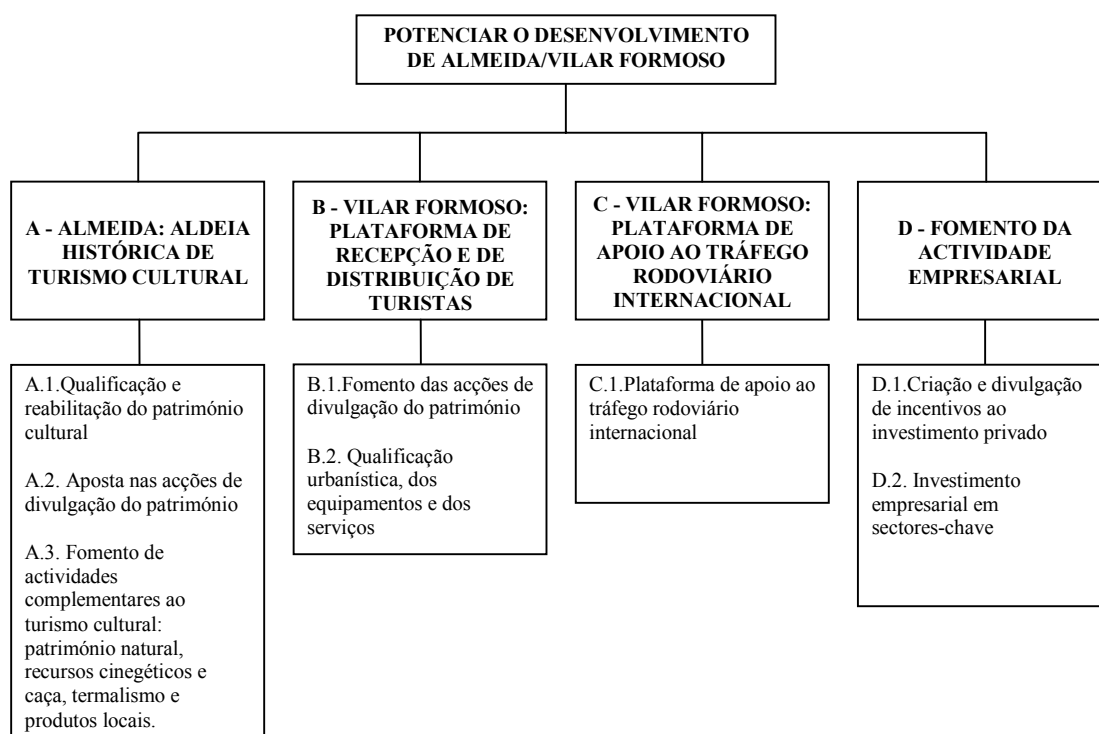 POTENCIAR O DESENVOLVIMENTO
DE ALMEIDA/VILAR FORMOSO
A - ALMEIDA: ALDEIA
HISTÓRICA DE
TURISMO CULTURAL
B - VILAR FORMOSO:
PLATAFORMA DE
RECEPÇÃO E DE
DISTRIBUIÇÃO DE
TURISTAS
C - VILAR FORMOSO:
PLATAFORMA DE
APOIO AO TRÁFEGO
RODOVIÁRIO
INTERNACIONAL
D - FOMENTO DA
ACTIVIDADE
EMPRESARIAL
A.1.Qualificação e
reabilitação do património
cultural
A.2. Aposta nas acções de
divulgação do património
A.3. Fomento de
actividades
complementares ao
turismo cultural:
património natural,
recursos cinegéticos e
caça, termalismo e
produtos locais.
B.1.Fomento das acções de
divulgação do património
B.2. Qualificação
urbanística, dos
equipamentos e dos
serviços
C.1.Plataforma de apoio ao
tráfego rodoviário
internacional
D.1.Criação e divulgação
de incentivos ao
investimento privado
D.2. Investimento
empresarial em
sectores-chave